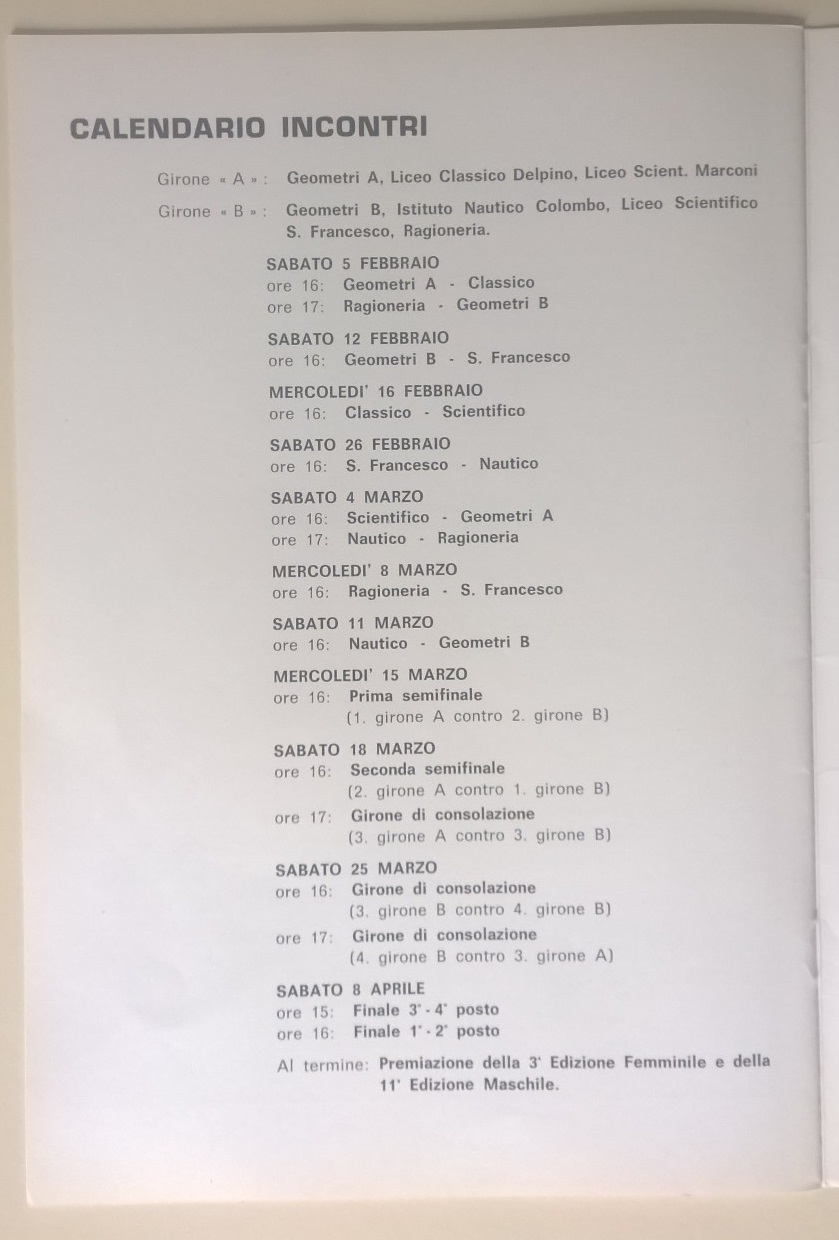 CALENDARIO INCONTRI
Girone « A » : Geometri A, Liceo Classico Delpino, Liceo Scient. Marconi
Girone « B » : Geometri B, Istituto Nautico Colombo, Liceo Scientifico
S. Francesco, Ragioneria.
SABATO 5 FEBBRAIO
ore 16: Geometri A - Classico
ore 17: Ragioneria - Geometri B
SABATO 12 FEBBRAIO
ore 16: Geometri B - S. Francesco
MERCOLEDI' 16 FEBBRAIO
ore 16: Classico - Scientifico
SABATO 26 FEBBRAIO
ore 16: S. Francesco - Nautico
SABATO 4 MARZO
ore 16: Scientifico - Geometri A
ore 17: Nautico - Ragioneria
MERCOLEDI' 8 MARZO
ore 16: Ragioneria - S. Francesco
SABATO 11 MARZO
ore 16: Nautico - Geometri B
MERCOLEDI' 15 MARZO
ore 16: Prima semifinale
(1. girone A contro 2. girone B)
SABATO 18 MARZO
ore 16: Seconda semifinale
(2. girone A contro 1. girone B)
ore 17: Girone di consolazione
(3. girone A contro 3. girone B)
SABATO 25 MARZO
ore 16: Girone di consolazione
(3. girone B contro 4. girone B)
ore 17: Girone di consolazione
(4. girone B contro 3. girone A)
SABATO 8 APRILE
ore 15: Finale 3° - 4° posto
ore 16: Finale 1° - 2° posto
Al termine: Premiazione della 3ª Edizione Femminile e della
11ª Edizione Maschile.